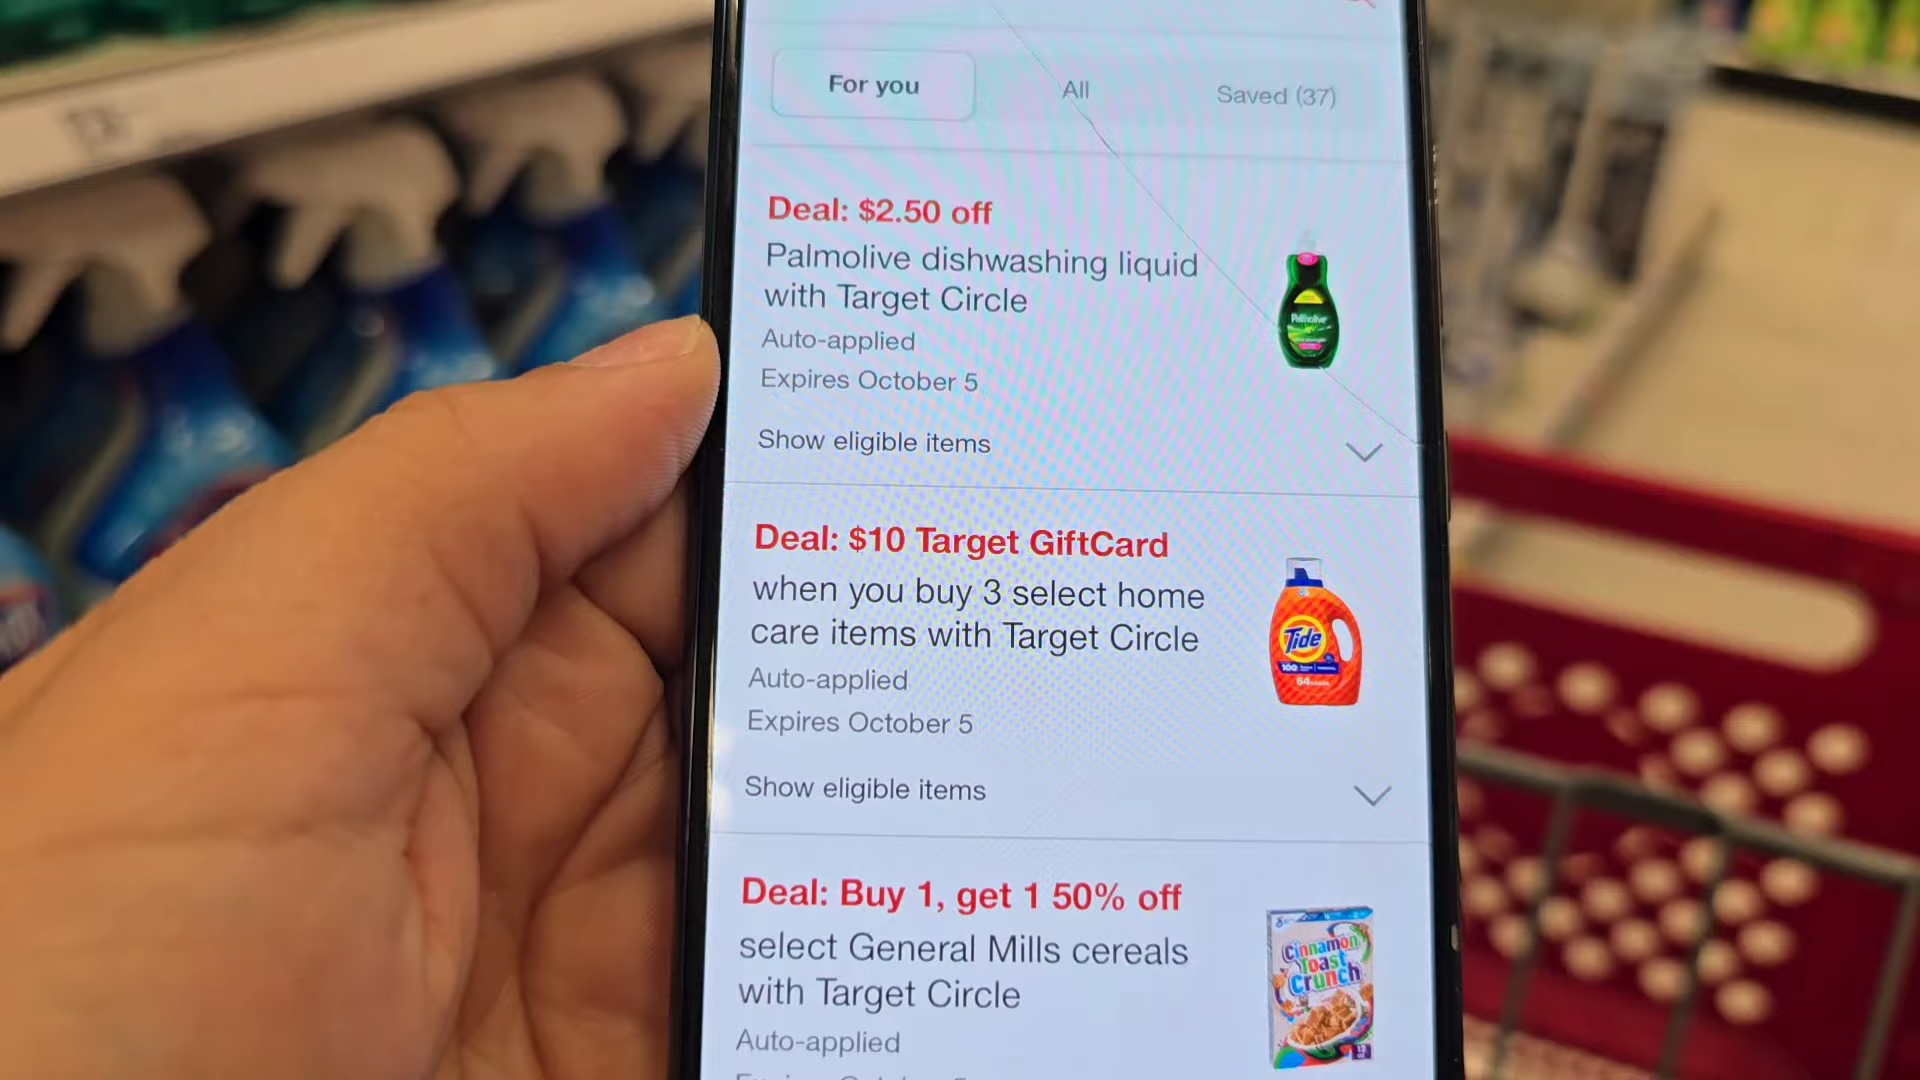 For you
All
Saved (37)
Deal: $2.50 off
Palmolive dishwashing liquid
with Target Circle
Palmolive
Auto-applied
Expires October 5
Show eligible items
Deal: $10 Target GiftCard
when you buy 3 select home
care items with Target Circle
Tide
100
64
Auto-applied
Expires October 5
Show eligible items
Deal: Buy 1, get 1 50% off
select General Mills cereals
with Target Circle
Cinnamon
Toast
Crunch
Auto-applied